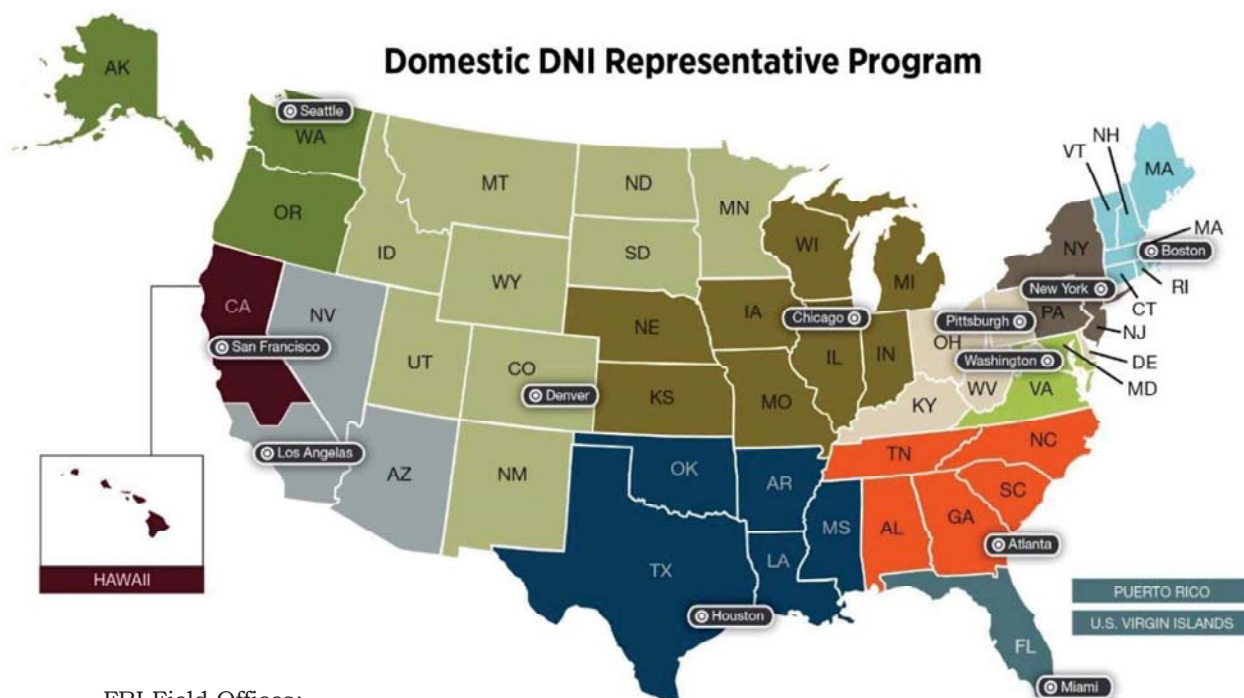 Domestic DNI Representative Program
AK
Seattle
WA
OR
MT
ND
MN
ID
WY
SD
WI
MI
NH
VT
MA
MA
Boston
NY
New York
RI
CT
CA
San Francisco
NV
UT
CO
Denver
NE
IA
Chicago
IL
IN
KS
MO
Pittsburgh
PA
NJ
OH
Washington
DE
MD
WV
VA
KY
Los Angelas
AZ
NM
OK
AR
TN
NC
SC
MS
AL
GA
Atlanta
TX
LA
Houston
HAWAII
PUERTO RICO
U.S. VIRGIN ISLANDS
FL
Miami
FBI Field Offices: